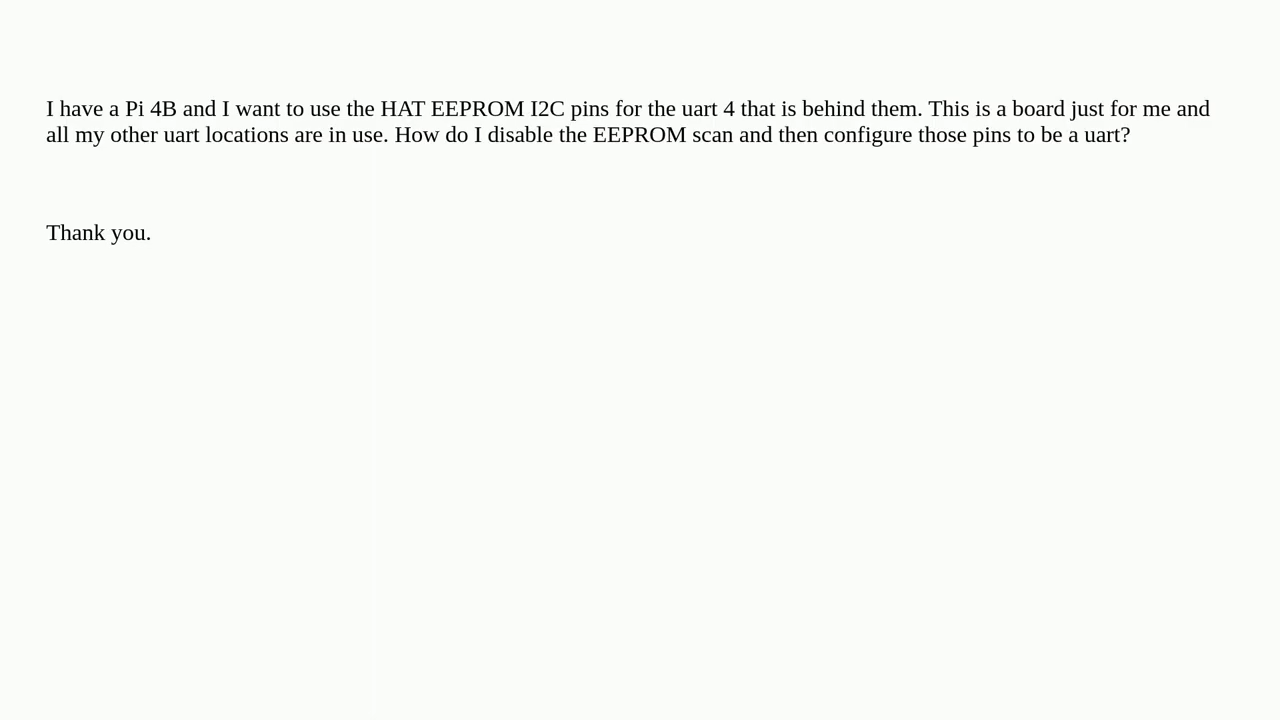 I have a Pi 4B and I want to use the HAT EEPROM I2C pins for the uart 4 that is behind them. This is a board just for me and
all my other uart locations are in use. How do I disable the EEPROM scan and then configure those pins to be a uart?
Thank you.